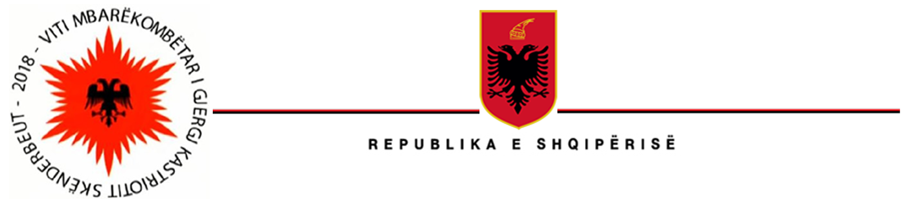 2018 - VITI MBARËKOMBËTAR I GJERGJ KASTRIOTIT SKËNDERBEUT -
REPUBLIKA E SHQIPËRISË